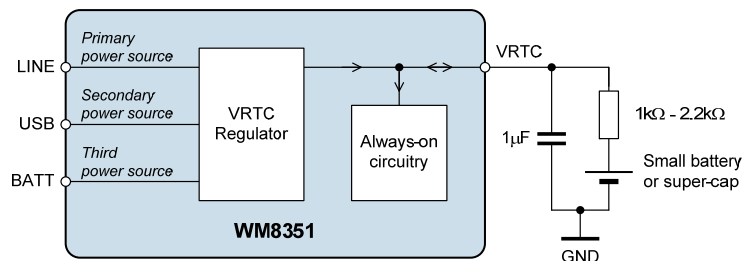 LINE
Primary
power source
USB
Secondary
power source
BATT
Third
power source
VRTC
Regulator
Always-on
circuitry
WM8351
VRTC
1μF
1kΩ - 2.2kΩ
Small battery
or super-cap
GND